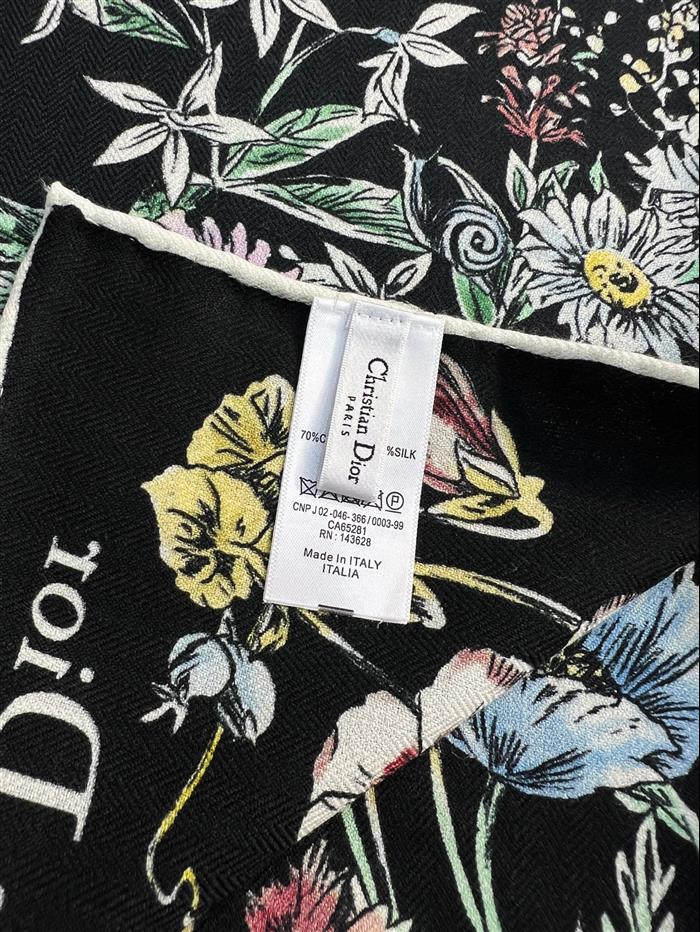 Christian Dior
PARIS
70%C %SILK
CNPJ 02-046-366/0003-99
CA65281
RN: 143628
Made in ITALY
ITALIA
Dior